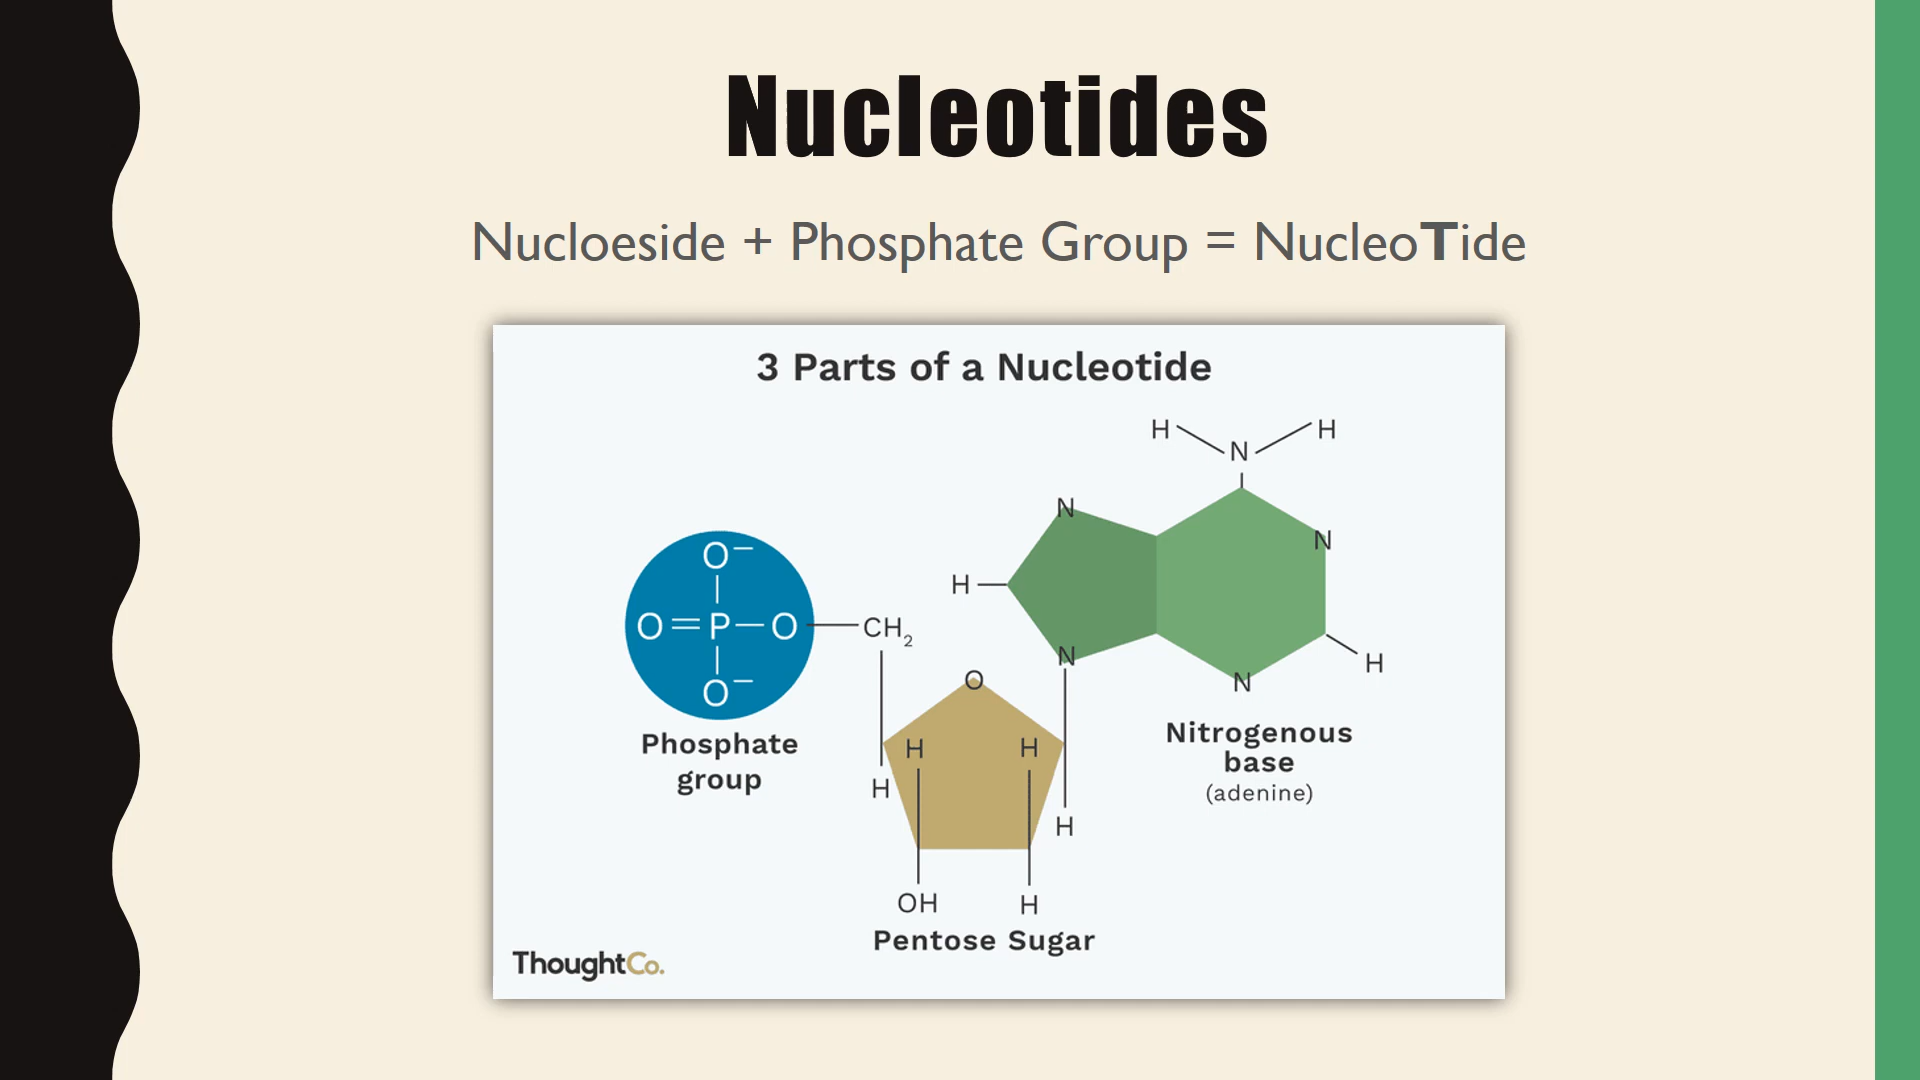 Nucleotides
Nucloeside + Phosphate Group = NucleoTide
3 Parts of a Nucleotide
H H
N
N
N
O–
H
O=P–O CH₂
N
H
O–
O
N
Nitrogenous
base
(adenine)
Phosphate
group
H H
H
H
OH H
Pentose Sugar
ThoughtCo.